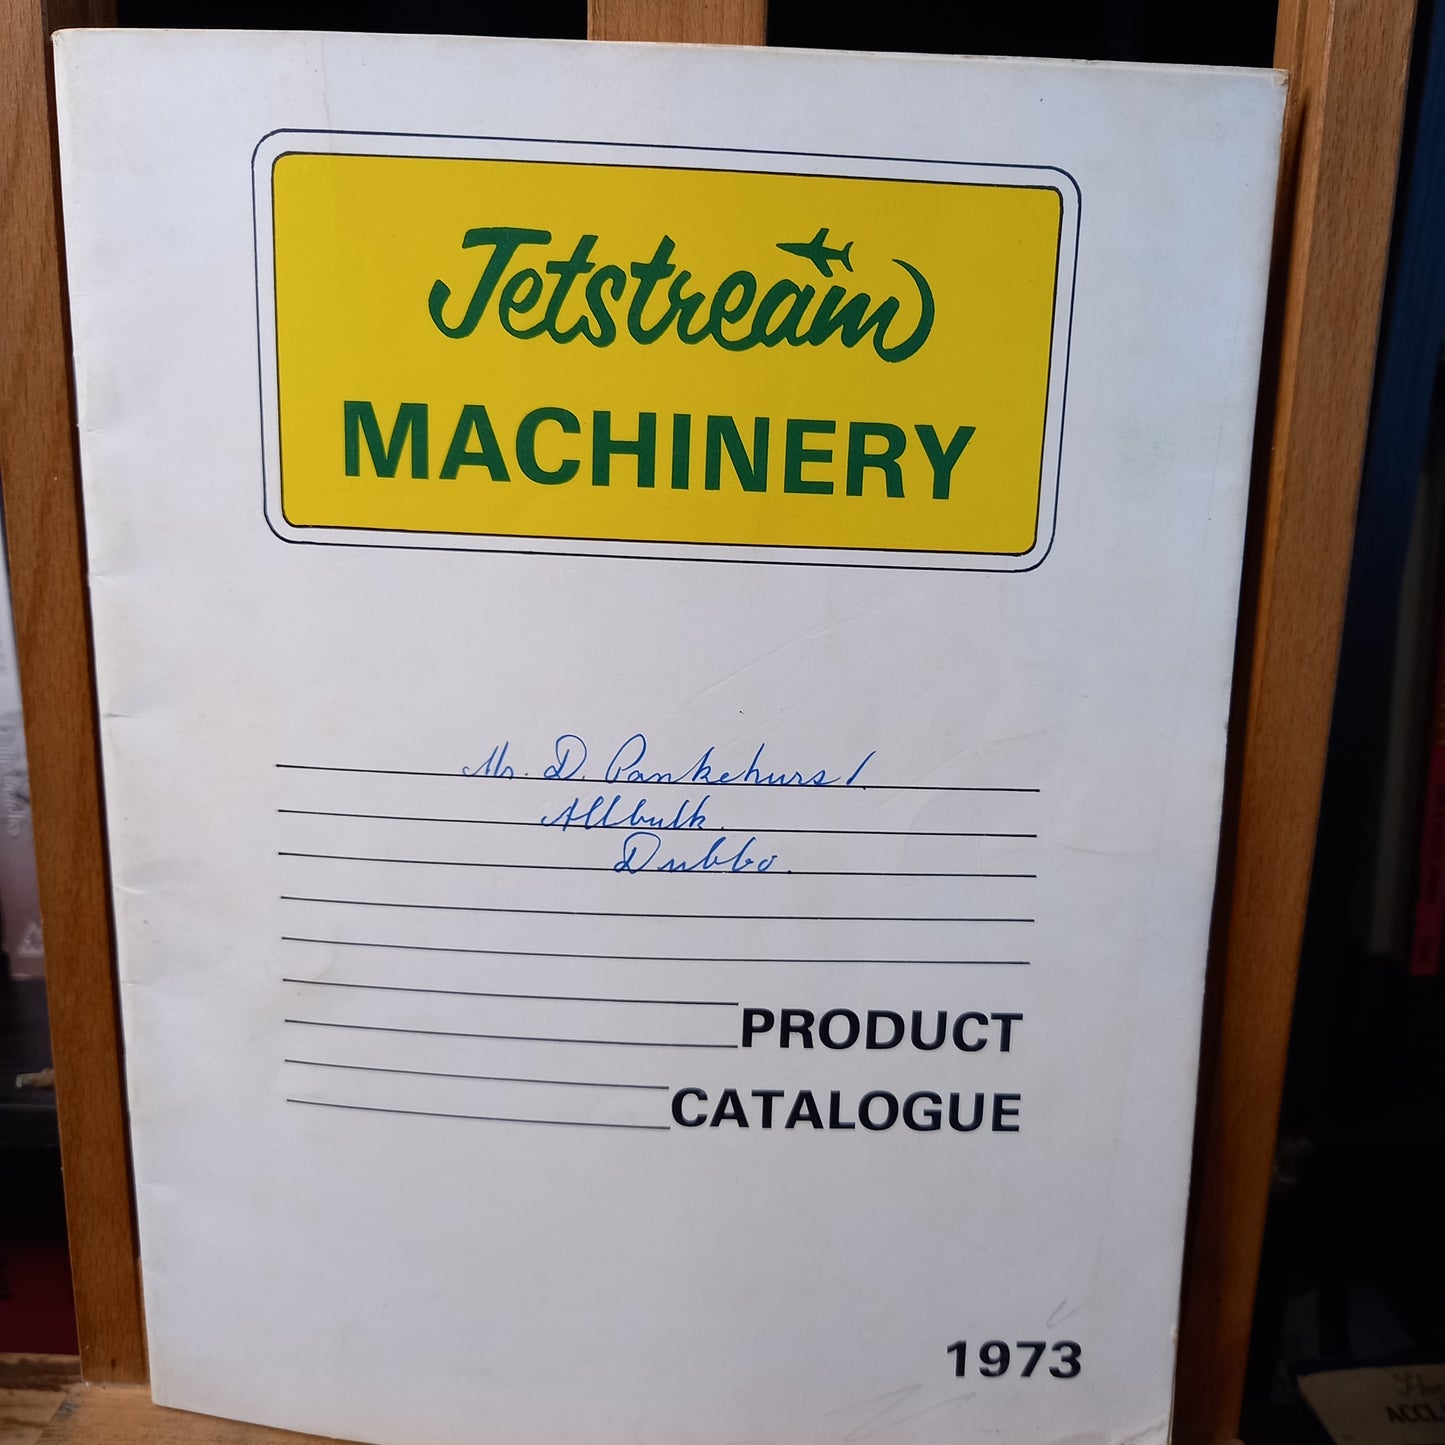 Jetstream
MACHINERY
Mr. D. Pankehurst.
Allbulk.
Dubbo.
PRODUCT
CATALOGUE
1973